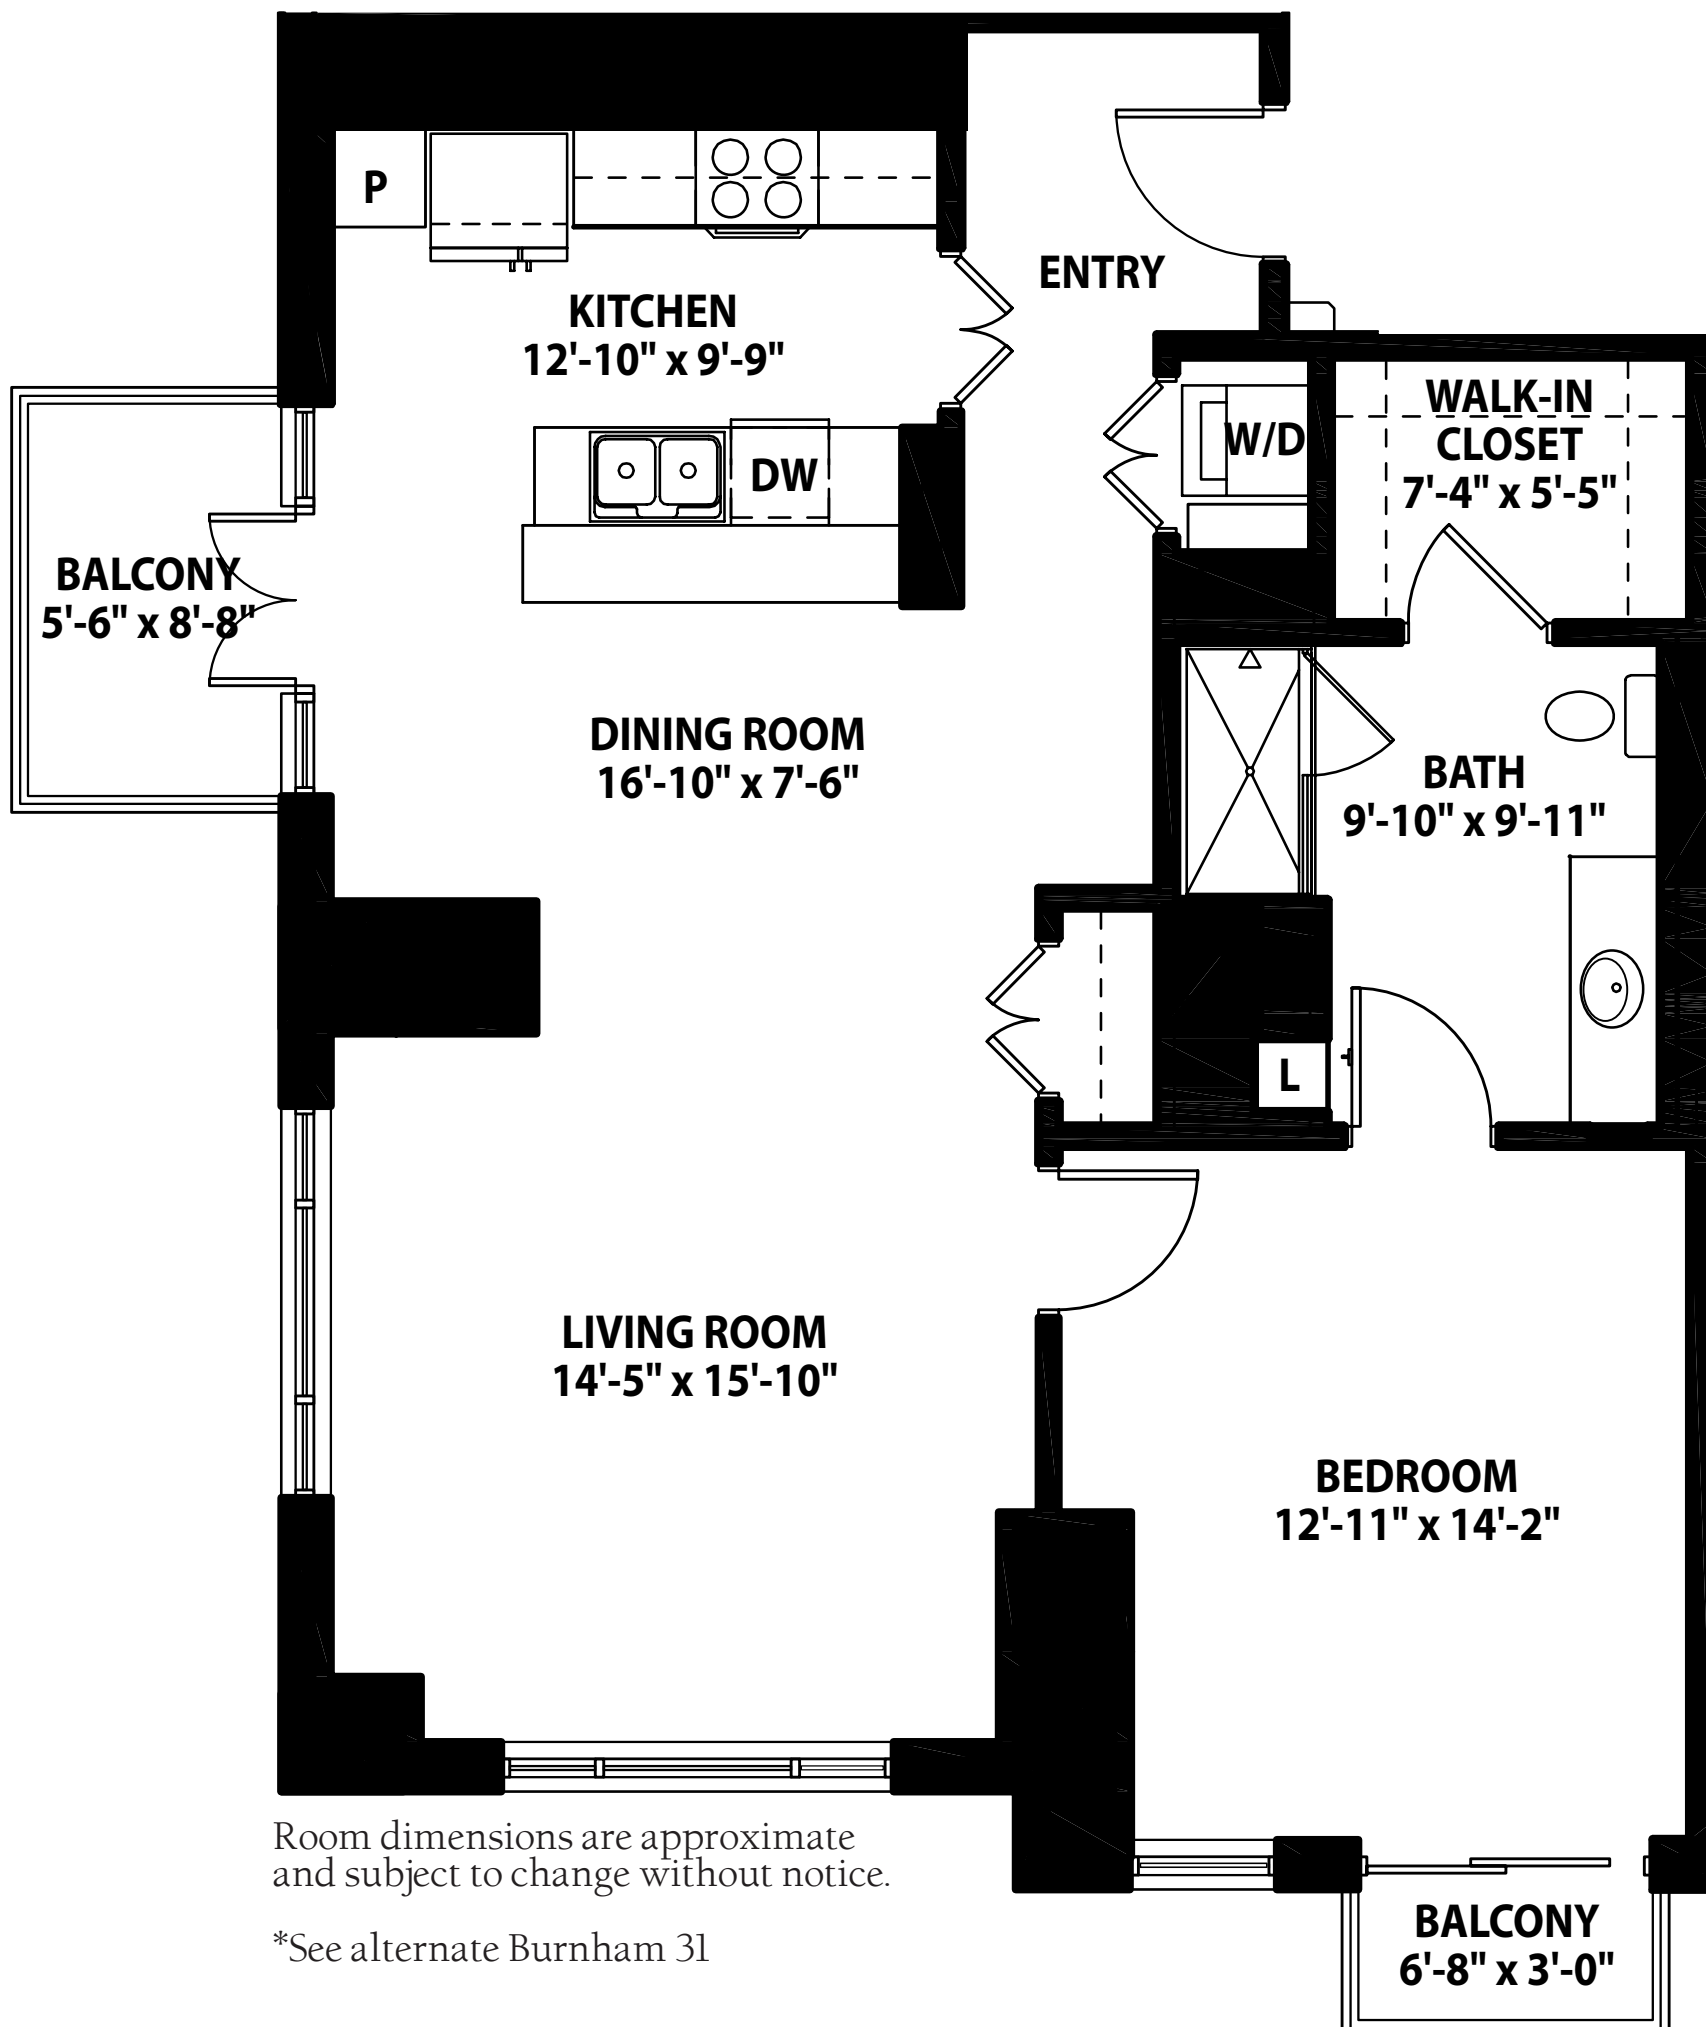 P
ENTRY
KITCHEN
12'-10" x 9'-9"
WALK-IN
CLOSET
7'-4" x 5'-5"
W/D
DW
BALCONY
5'-6" x 8'-8"
DINING ROOM
16'-10" x 7'-6"
BATH
9'-10" x 9'-11"
L
LIVING ROOM
14'-5" x 15'-10"
BEDROOM
12'-11" x 14'-2"
Room dimensions are approximate
and subject to change without notice.
*See alternate Burnham 31
BALCONY
6'-8" x 3'-0"